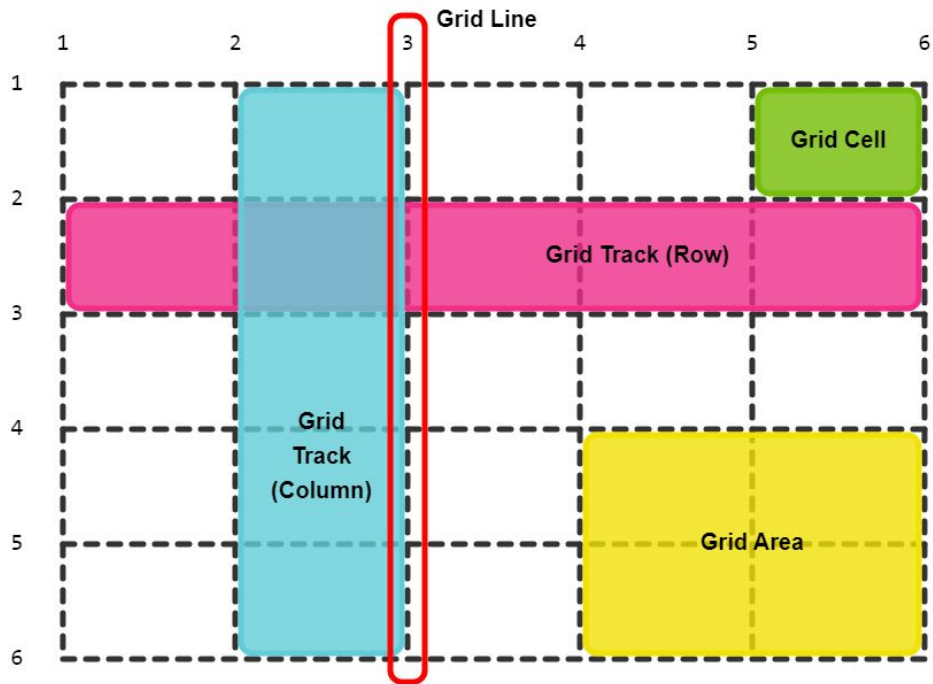 Grid Line
1 2 3 4 5 6
1
Grid Cell
2
Grid Track (Row)
3
4
Grid
Track
(Column)
5
Grid Area
6